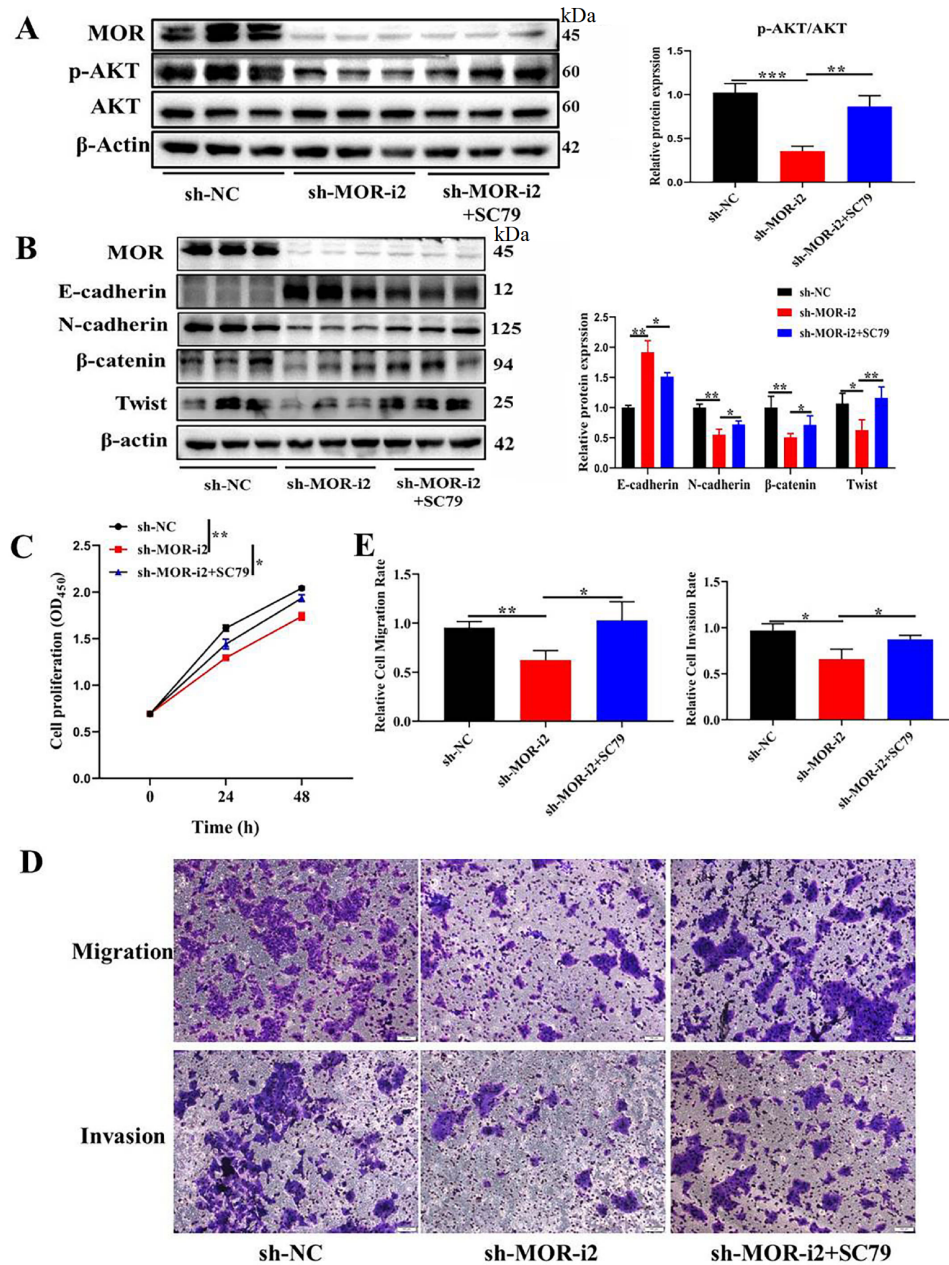 A
kDa
MOR
45
p-AKT
60
AKT
60
β-Actin
42
sh-NC
sh-MOR-i2
sh-MOR-i2
+SC79
p-AKT/AKT
Relative protein exprssion
1.5
1.0
0.5
0.0
***
**
sh-NC
sh-MOR-i2
sh-MOR-i2+SC79
B
kDa
MOR
45
E-cadherin
12
N-cadherin
125
β-catenin
94
Twist
25
β-actin
42
sh-NC
sh-MOR-i2
sh-MOR-i2
+SC79
sh-NC
sh-MOR-i2
sh-MOR-i2+SC79
Relative protein exprssion
2.5
2.0
1.5
1.0
0.5
0.0
**
*
**
*
**
*
*
**
E-cadherin
N-cadherin
β-catenin
Twist
C
sh-NC
sh-MOR-i2
sh-MOR-i2+SC79
**
*
Cell proliferation (OD450)
2.5
2.0
1.5
1.0
0.5
0.0
0
24
48
Time (h)
E
Relative Cell Migration Rate
1.5
1.0
0.5
0.0
**
*
sh-NC
sh-MOR-i2
sh-MOR-i2+SC79
Relative Cell Invasion Rate
1.5
1.0
0.5
0.0
*
*
sh-NC
sh-MOR-i2
sh-MOR-i2+SC79
D
Migration
Invasion
sh-NC
sh-MOR-i2
sh-MOR-i2+SC79